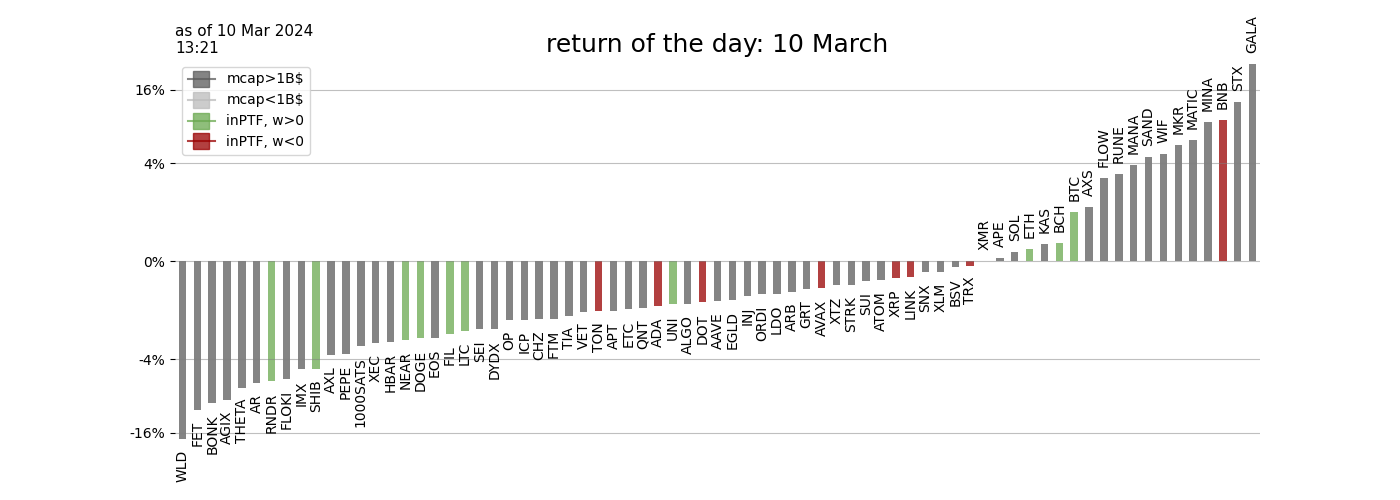 as of 10 Mar 2024
13:21
return of the day: 10 March
mcap>1B$
mcap<1B$
inPTF, w>0
inPTF, w<0
16%
4%
0%
-4%
-16%
WLD
FET
BONK
AGIX
THETA
AR
RNDR
FLOKI
IMX
SHIB
AXL
PEPE
1000SATS
XEC
HBAR
NEAR
DOGE
EOS
FIL
LTC
SEI
DYDX
OP
ICP
CHZ
FTM
TIA
VET
TON
APT
ETC
QNT
ADA
UNI
ALGO
DOT
AAVE
EGLD
INJ
ORDI
LDO
ARB
GRT
AVAX
XTZ
STRK
SUI
ATOM
XRP
LINK
SNX
XLM
BSV
TRX
XMR
APE
SOL
ETH
KAS
BCH
BTC
AXS
FLOW
RUNE
MANA
SAND
WIF
MKR
MATIC
MINA
BNB
STX
GALA